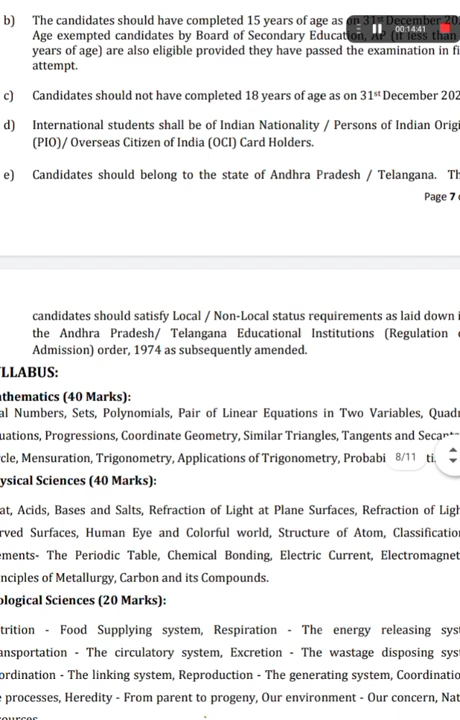 b) The candidates should have completed 15 years of age as on 31st December 20
Age exempted candidates by Board of Secondary Education, AP (if less than
00:14:41
years of age) are also eligible provided they have passed the examination in fi
attempt.
c) Candidates should not have completed 18 years of age as on 31st December 202
d) International students shall be of Indian Nationality / Persons of Indian Origi
(PIO)/ Overseas Citizen of India (OCI) Card Holders.
e) Candidates should belong to the state of Andhra Pradesh / Telangana. Th
Page 7 o
candidates should satisfy Local / Non-Local status requirements as laid down i
the Andhra Pradesh/ Telangana Educational Institutions (Regulation
Admission) order, 1974 as subsequently amended.
LLABUS:
thematics (40 Marks):
al Numbers, Sets, Polynomials, Pair of Linear Equations in Two Variables, Quadr
uations, Progressions, Coordinate Geometry, Similar Triangles, Tangents and Secants
rcle, Mensuration, Trigonometry, Applications of Trigonometry, Probabi
8/11
ysical Sciences (40 Marks):
at, Acids, Bases and Salts, Refraction of Light at Plane Surfaces, Refraction of Ligh
rved Surfaces, Human Eye and Colorful world, Structure of Atom, Classification
ements- The Periodic Table, Chemical Bonding, Electric Current, Electromagnet
nciples of Metallurgy, Carbon and its Compounds.
ological Sciences (20 Marks):
trition - Food Supplying system, Respiration - The energy releasing syst
ansportation - The circulatory system, Excretion - The wastage disposing syst
ordination - The linking system, Reproduction - The generating system, Coordinatio
e processes, Heredity - From parent to progeny, Our environment - Our concern, Nat